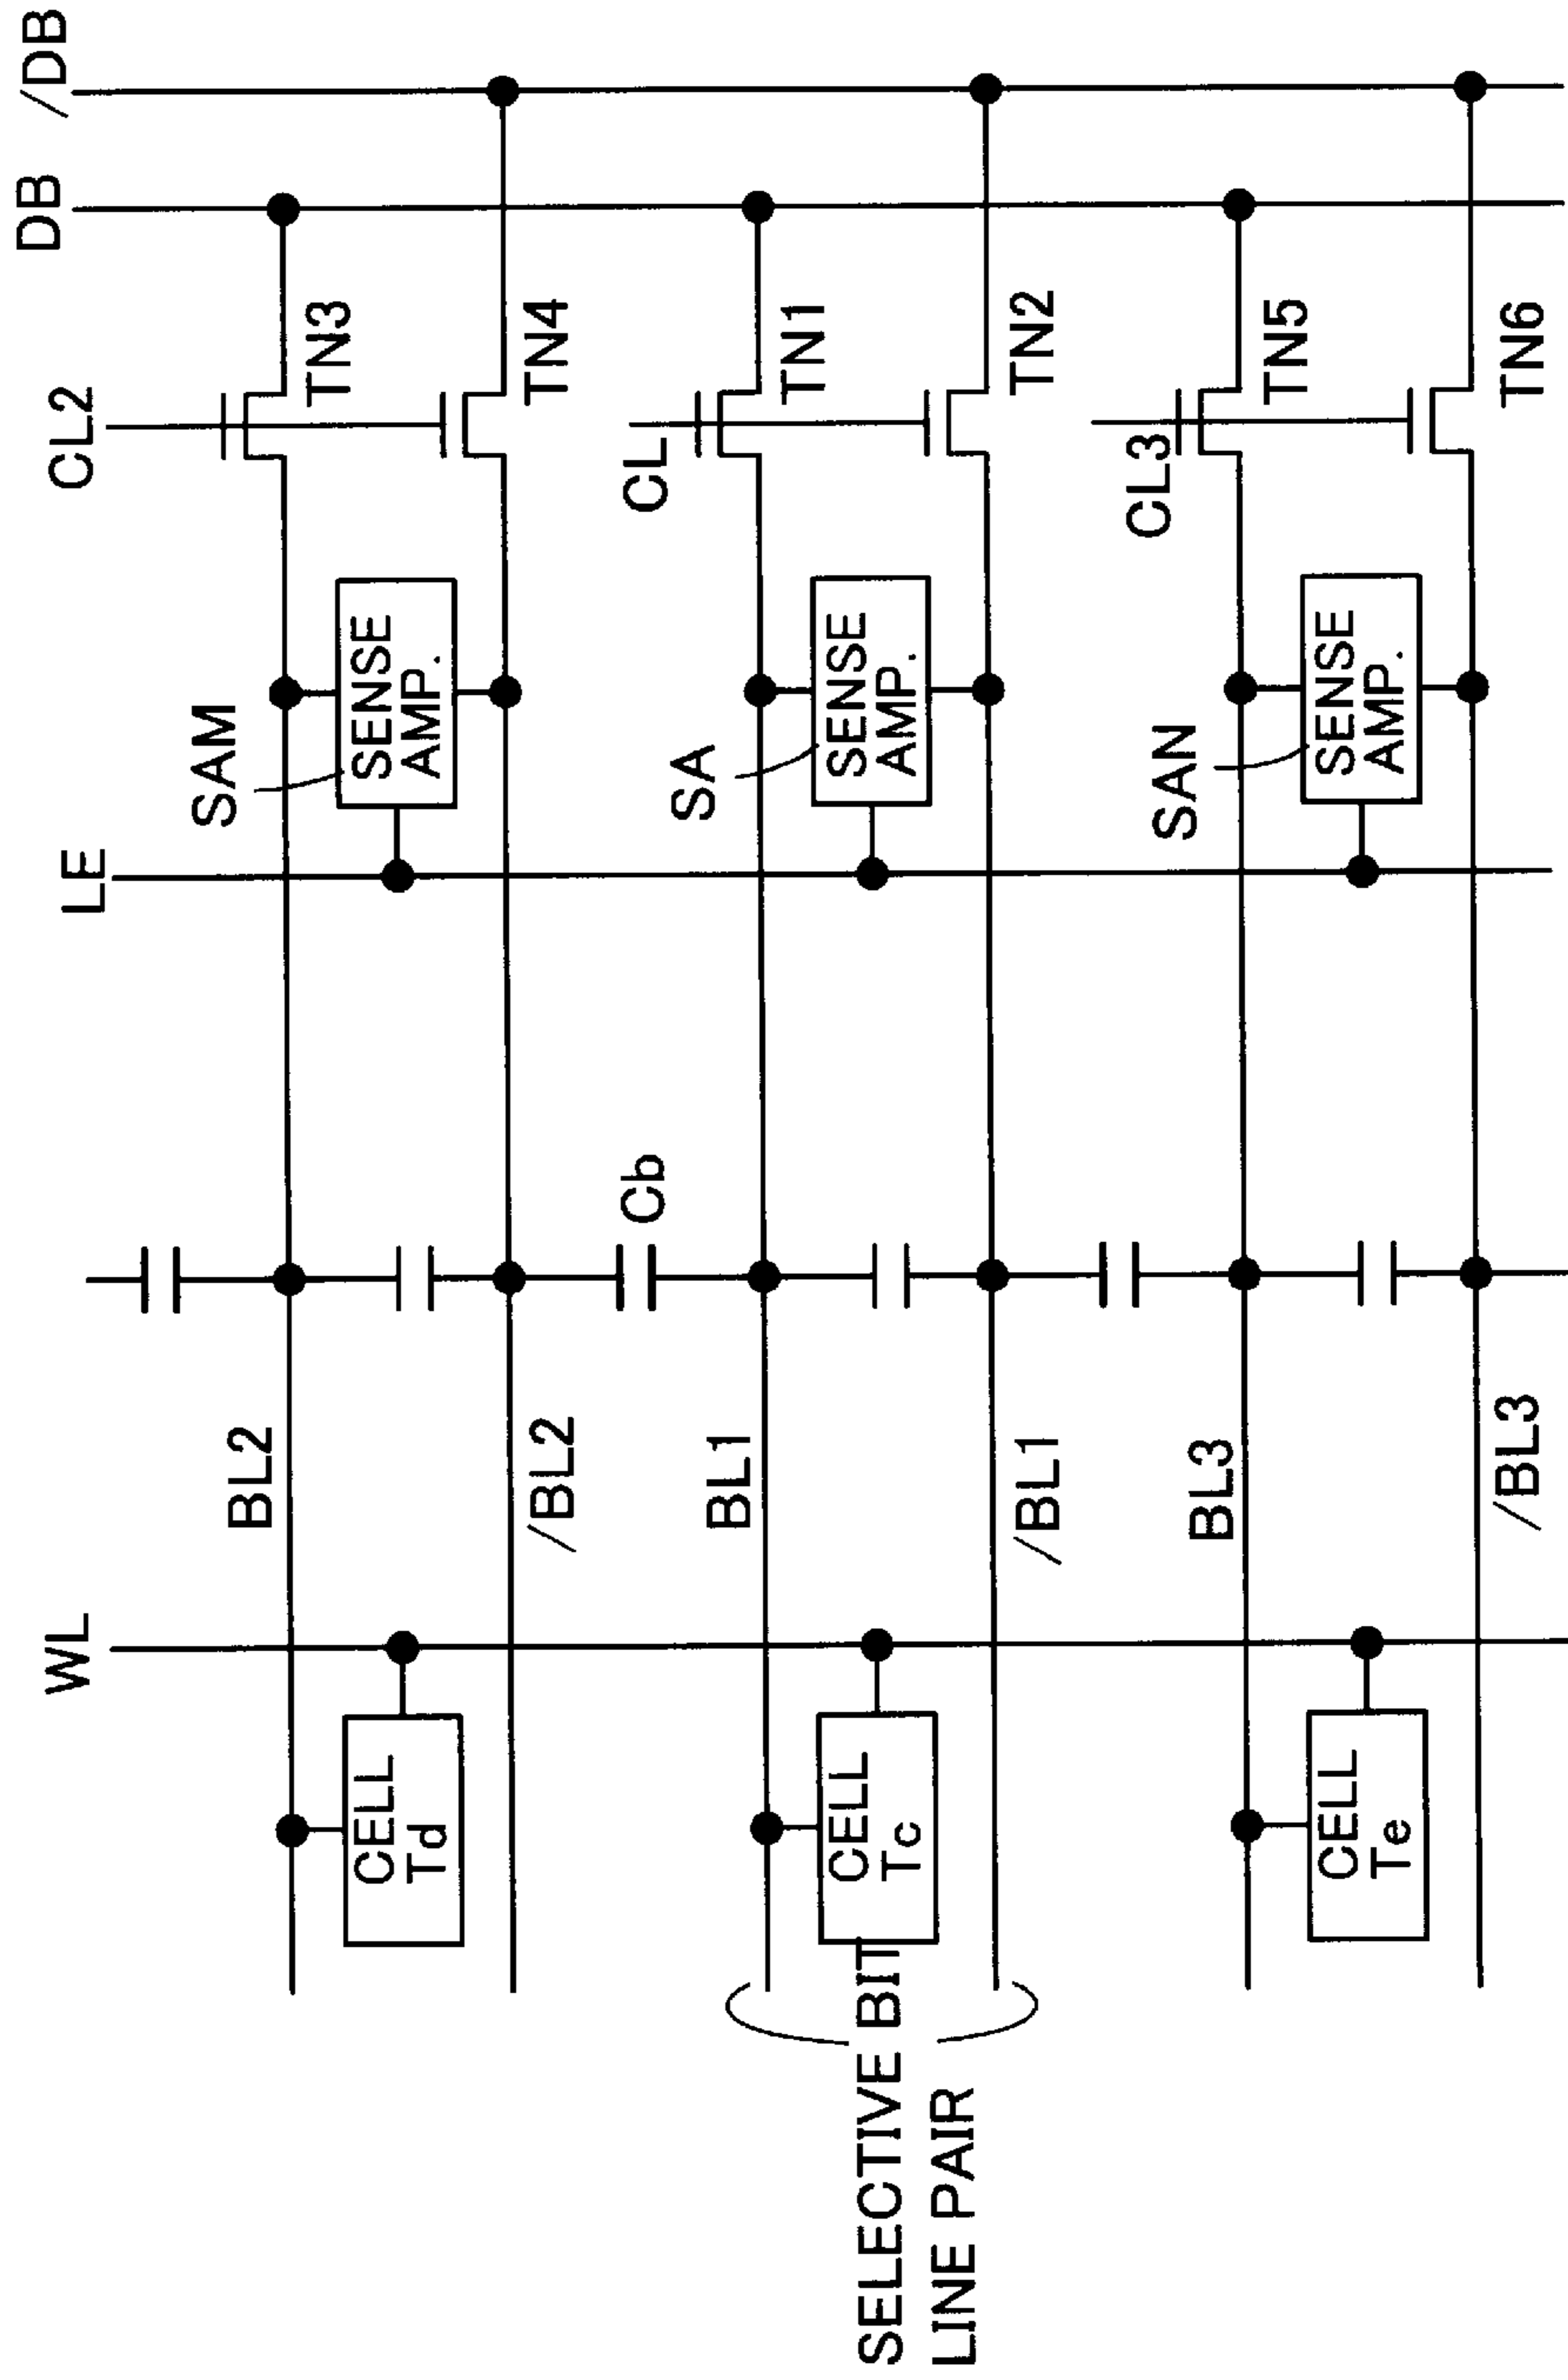 WL
LE
CL2
DB
/DB
BL2
SAM
TN3
CELL
Td
SENSE
AMP.
/BL2
TN4
Cb
CL
BL1
SA
TN1
SELECTIVE BIT
LINE PAIR
CELL
Tc
SENSE
AMP.
/BL1
TN2
CL3
BL3
SAN
TN5
CELL
Te
SENSE
AMP.
/BL3
TN6